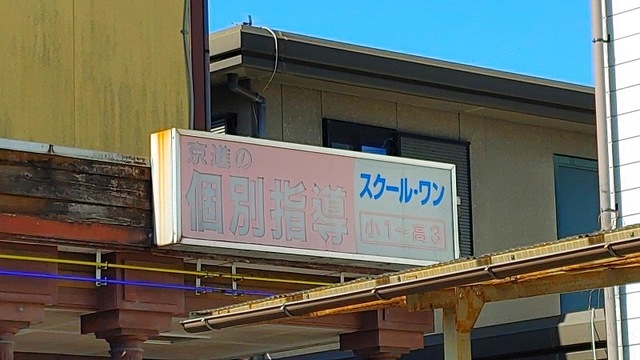 京進の
個別指導
スクール・ワン
小1～高3